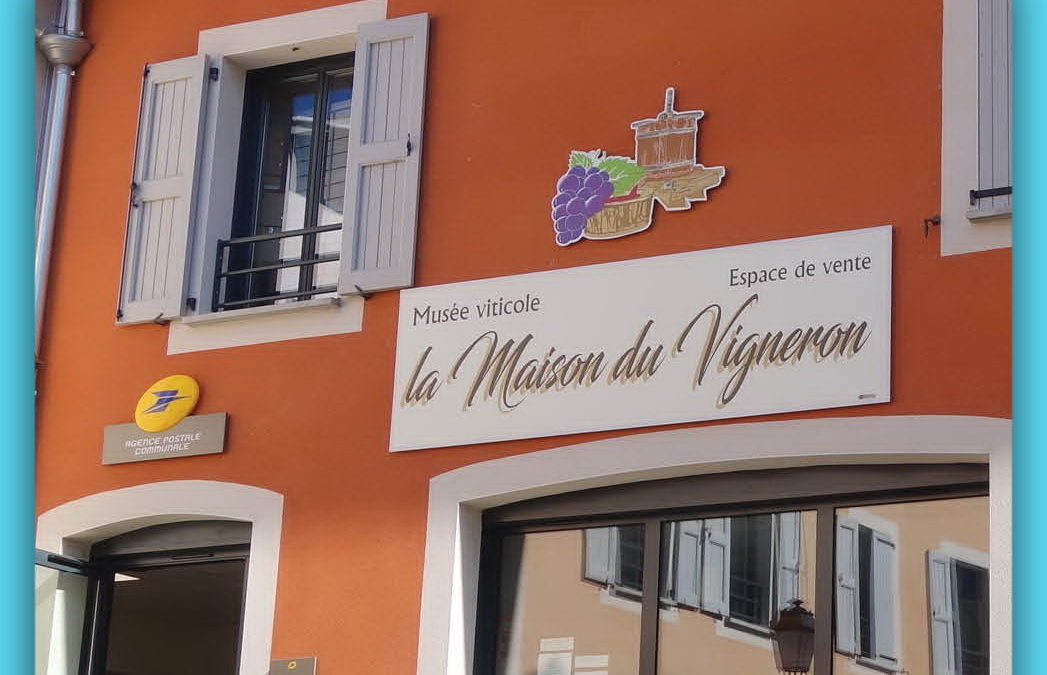 Musée viticole
Espace de vente
la Maison du Vigneron
AGENCE POSTALE
COMMUNALE